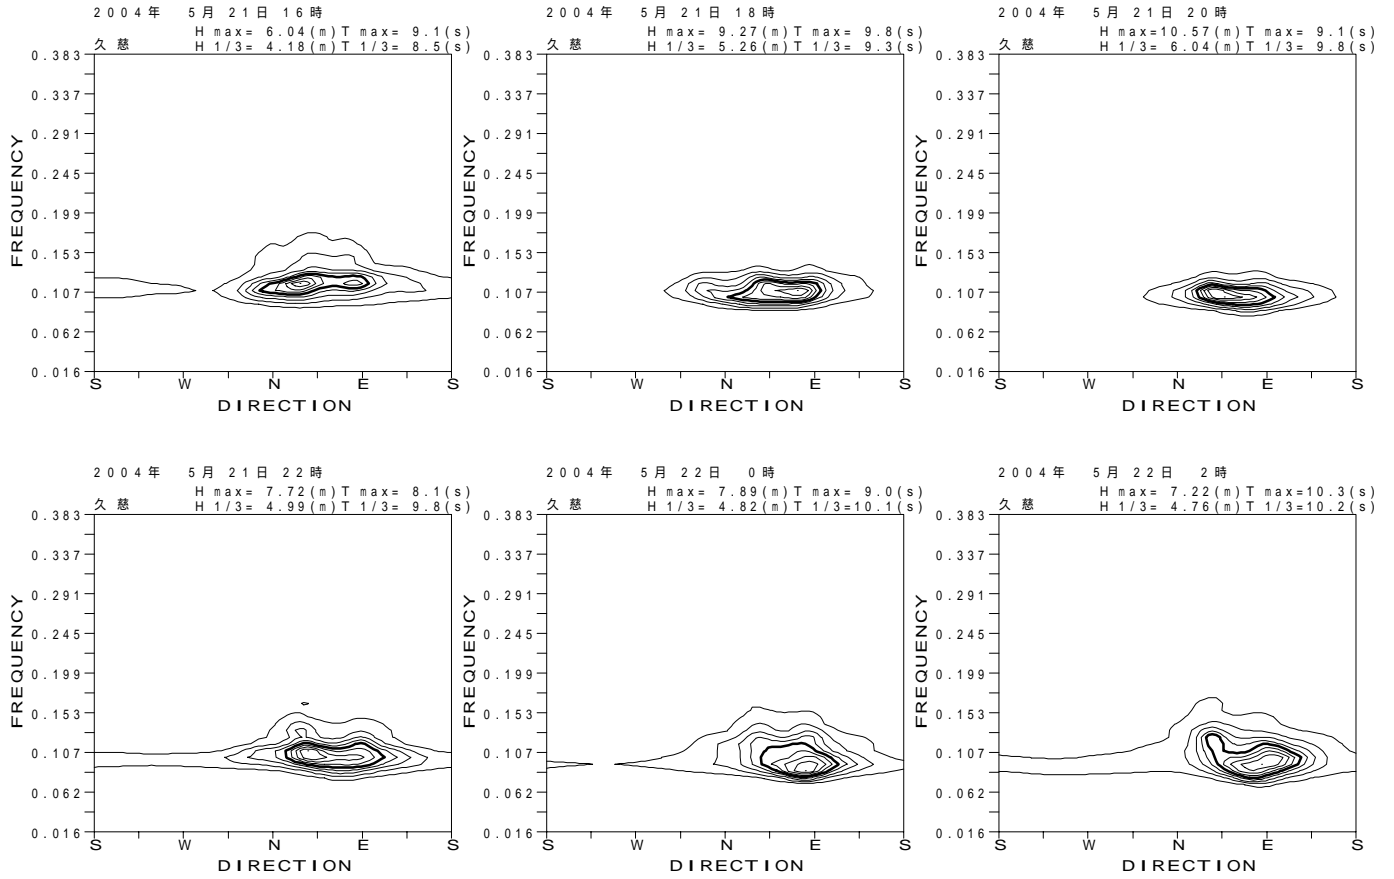 2004年 5月 21日 16時
H max= 6.04(m) T max= 9.1(s)
久慈 H 1/3= 4.18(m) T 1/3= 8.5(s)
0.383
0.337
0.291
0.245
0.199
0.153
0.107
0.062
0.016
FREQUENCY
S W N E S
DIRECTION
2004年 5月 21日 18時
H max= 9.27(m) T max= 9.8(s)
久慈 H 1/3= 5.26(m) T 1/3= 9.3(s)
0.383
0.337
0.291
0.245
0.199
0.153
0.107
0.062
0.016
FREQUENCY
S W N E S
DIRECTION
2004年 5月 21日 20時
H max=10.57(m) T max= 9.1(s)
久慈 H 1/3= 6.04(m) T 1/3= 9.8(s)
0.383
0.337
0.291
0.245
0.199
0.153
0.107
0.062
0.016
FREQUENCY
S W N E S
DIRECTION
2004年 5月 21日 22時
H max= 7.72(m) T max= 8.1(s)
久慈 H 1/3= 4.99(m) T 1/3= 9.8(s)
0.383
0.337
0.291
0.245
0.199
0.153
0.107
0.062
0.016
FREQUENCY
S W N E S
DIRECTION
2004年 5月 22日 0時
H max= 7.89(m) T max= 9.0(s)
久慈 H 1/3= 4.82(m) T 1/3=10.1(s)
0.383
0.337
0.291
0.245
0.199
0.153
0.107
0.062
0.016
FREQUENCY
S W N E S
DIRECTION
2004年 5月 22日 2時
H max= 7.22(m) T max=10.3(s)
久慈 H 1/3= 4.76(m) T 1/3=10.2(s)
0.383
0.337
0.291
0.245
0.199
0.153
0.107
0.062
0.016
FREQUENCY
S W N E S
DIRECTION